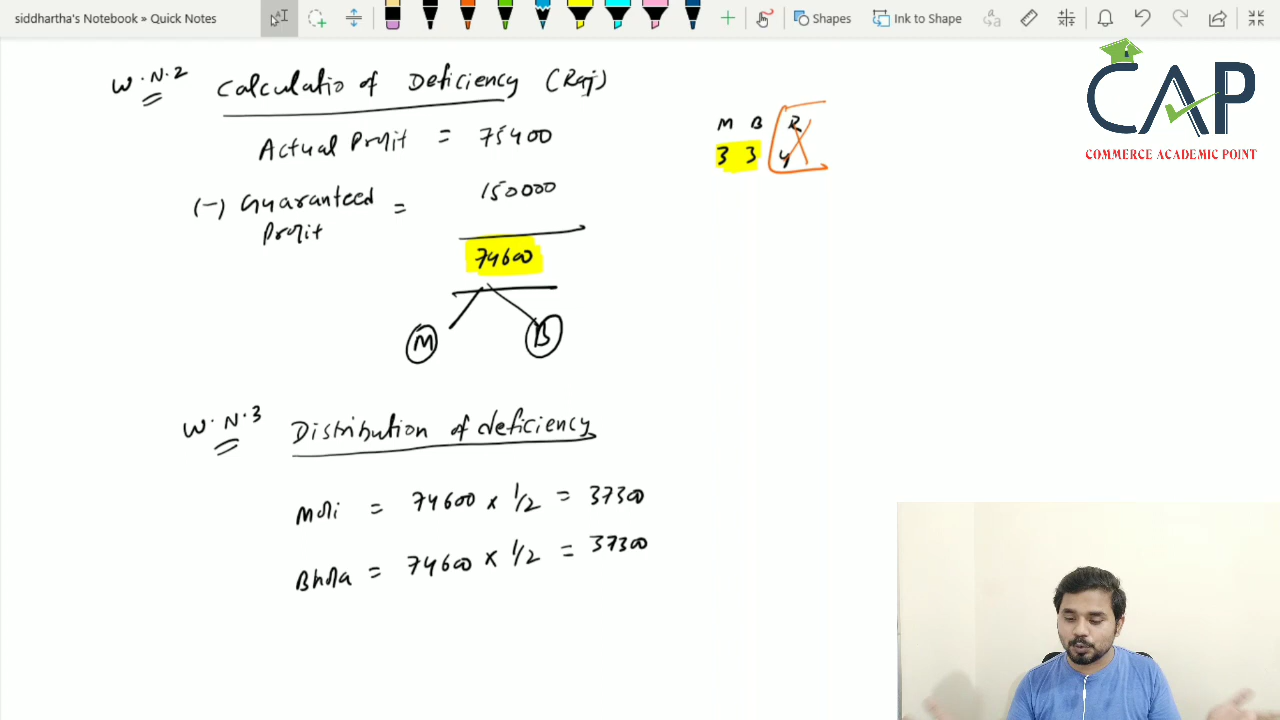 siddhartha's Notebook » Quick Notes
Shapes
Ink to Shape
CAP
COMMERCE ACADEMIC POINT
W.N.2
Calculatio of Deficiency (Raj)
Actual Profit = 75400
(-) Guaranteed Profit = 150000
74600
M B
M B R
3 3 4
W.N.3
Distribution of deficiency
Moti = 74600 × 1/2 = 37300
Bhola = 74600 × 1/2 = 37300